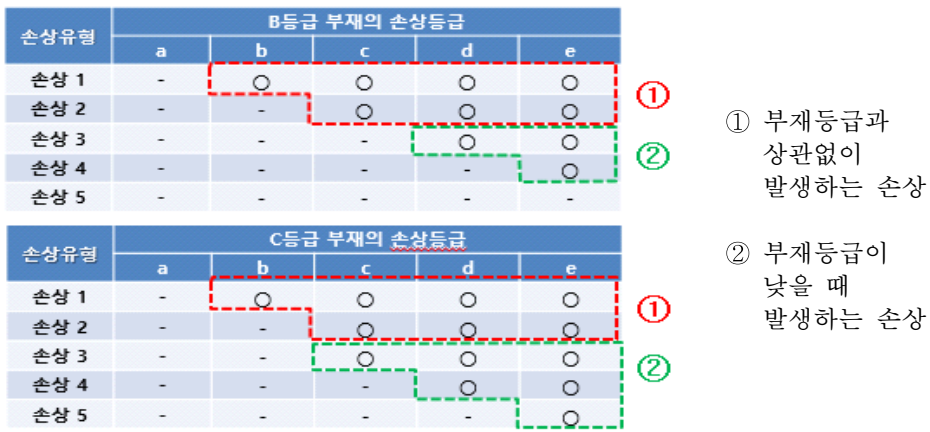 손상유형 B등급 부재의 손상등급
a b c d e
손상 1 - ○ ○ ○ ○
손상 2 - - ○ ○ ○
손상 3 - - - ○ ○
손상 4 - - - - ○
손상 5 - - - - -
①
②
손상유형 C등급 부재의 손상등급
a b c d e
손상 1 - ○ ○ ○ ○
손상 2 - - ○ ○ ○
손상 3 - - ○ ○ ○
손상 4 - - - ○ ○
손상 5 - - - - ○
①
②
① 부재등급과
상관없이
발생하는 손상
② 부재등급이
낮을 때
발생하는 손상